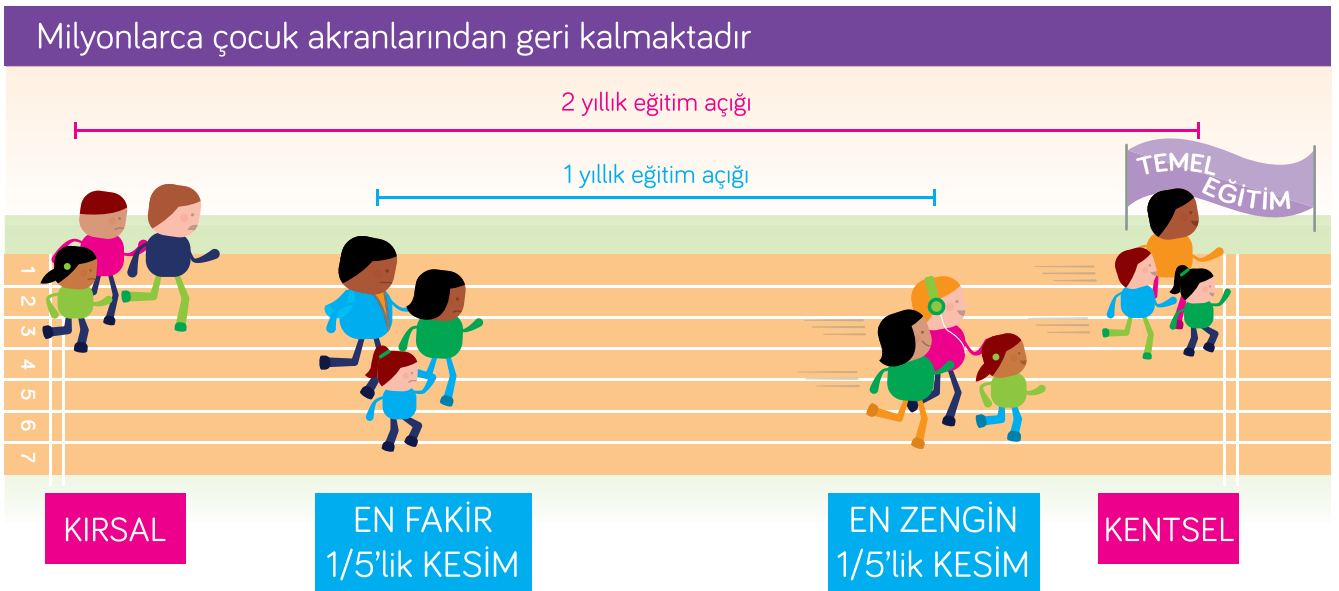 Milyonlarca çocuk akranlarından geri kalmaktadır
2 yıllık eğitim açığı
1 yıllık eğitim açığı
TEMEL
EĞİTİM
1
2
3
4
5
6
7
KIRSAL
EN FAKİR
1/5'lik KESİM
EN ZENGİN
1/5'lik KESİM
KENTSEL